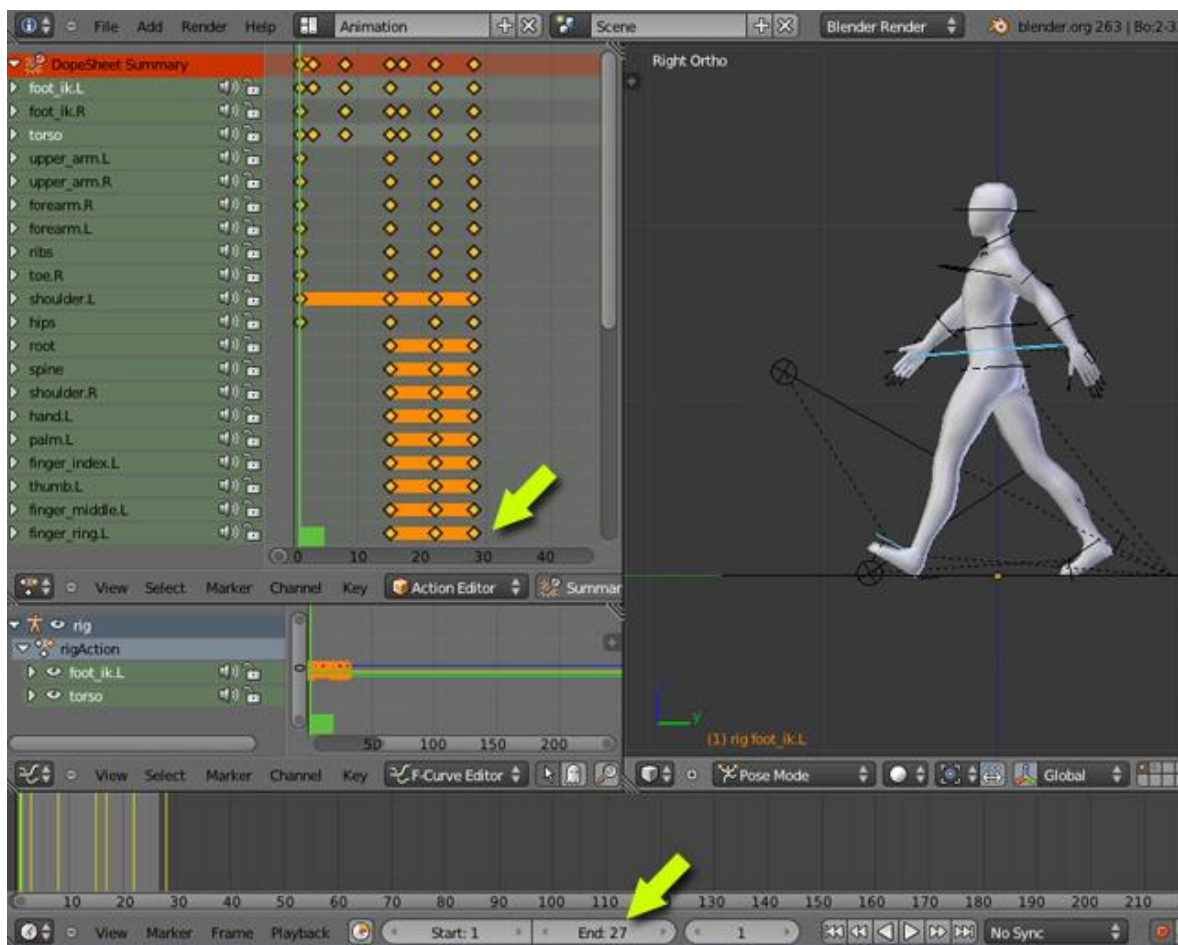 File Add Render Help Animation Scene Blender Render blender.org 263 | Bo:2-3
DopeSheet Summary
foot_ik.L
foot_ik.R
torso
upper_arm.L
upper_arm.R
forearm.R
forearm.L
ribs
toe.R
shoulder.L
hips
root
spine
shoulder.R
hand.L
palm.L
finger_index.L
thumb.L
finger_middle.L
finger_ring.L
0 10 20 30 40
View Select Marker Channel Key Action Editor Summar
rig
rigAction
foot_ik.L
torso
50 100 150 200
View Select Marker Channel Key F-Curve Editor
Right Ortho
y
(1) rig foot_ik.L
Pose Mode Global
10 20 30 40 50 60 70 80 90 100 110 130 140 150 160 170 180 190 200 210
View Marker Frame Playback Start: 1 End: 27 1 No Sync